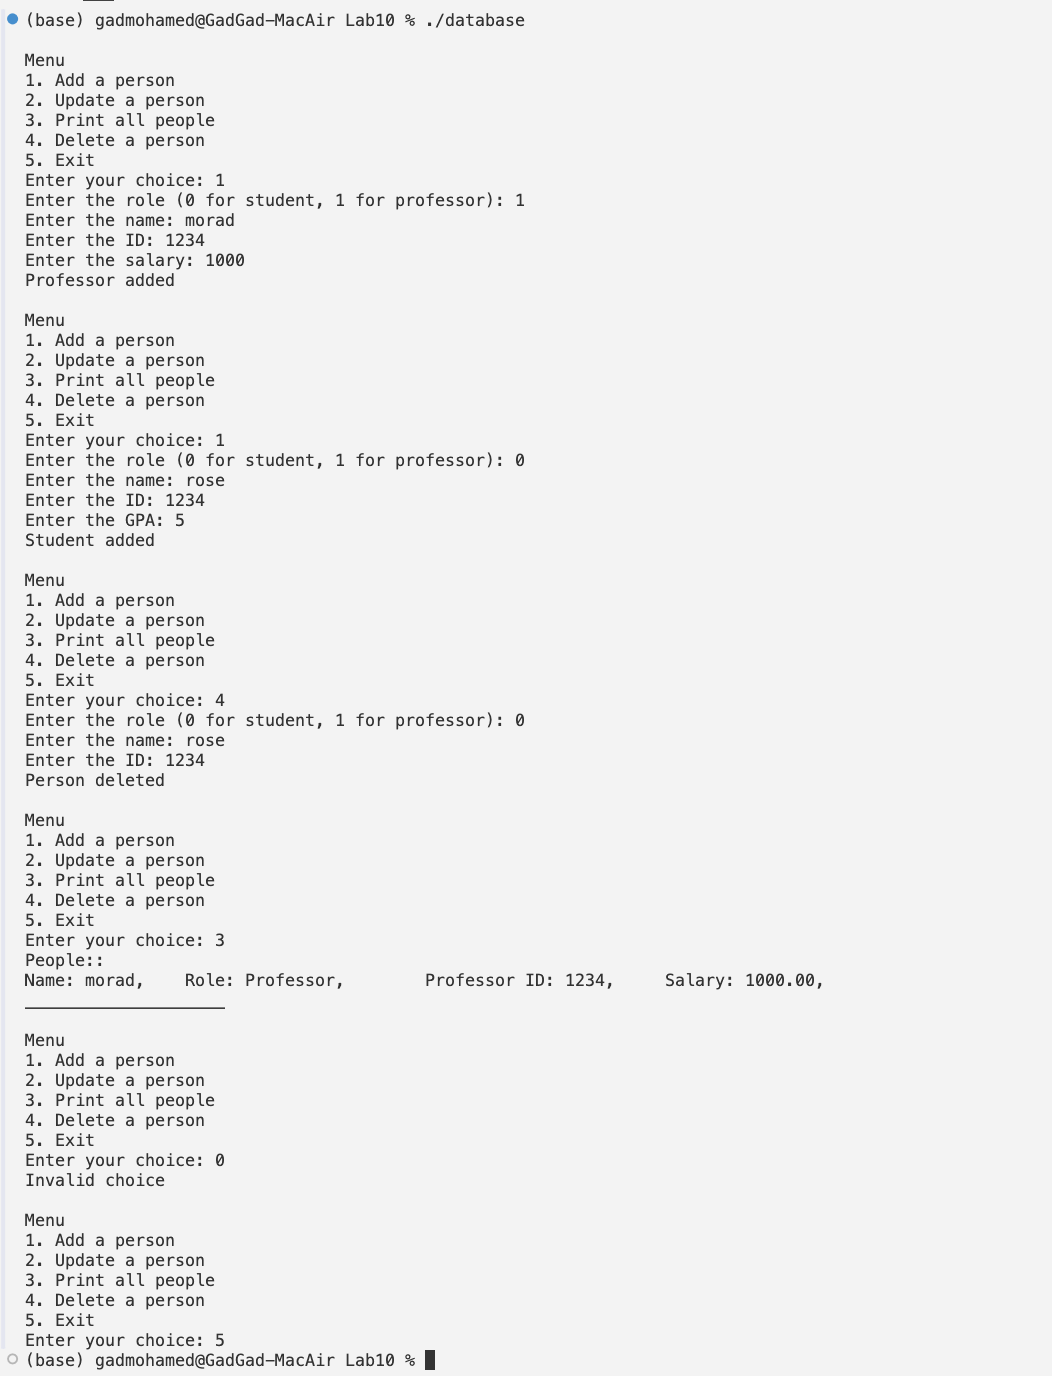 (base) gadmohamed@GadGad-MacAir Lab10 % ./database
Menu
1. Add a person
2. Update a person
3. Print all people
4. Delete a person
5. Exit
Enter your choice: 1
Enter the role (0 for student, 1 for professor): 1
Enter the name: morad
Enter the ID: 1234
Enter the salary: 1000
Professor added
Menu
1. Add a person
2. Update a person
3. Print all people
4. Delete a person
5. Exit
Enter your choice: 1
Enter the role (0 for student, 1 for professor): 0
Enter the name: rose
Enter the ID: 1234
Enter the GPA: 5
Student added
Menu
1. Add a person
2. Update a person
3. Print all people
4. Delete a person
5. Exit
Enter your choice: 4
Enter the role (0 for student, 1 for professor): 0
Enter the name: rose
Enter the ID: 1234
Person deleted
Menu
1. Add a person
2. Update a person
3. Print all people
4. Delete a person
5. Exit
Enter your choice: 3
People::
Name: morad,    Role: Professor,        Professor ID: 1234,     Salary: 1000.00,
____________________
Menu
1. Add a person
2. Update a person
3. Print all people
4. Delete a person
5. Exit
Enter your choice: 0
Invalid choice
Menu
1. Add a person
2. Update a person
3. Print all people
4. Delete a person
5. Exit
Enter your choice: 5
(base) gadmohamed@GadGad-MacAir Lab10 %